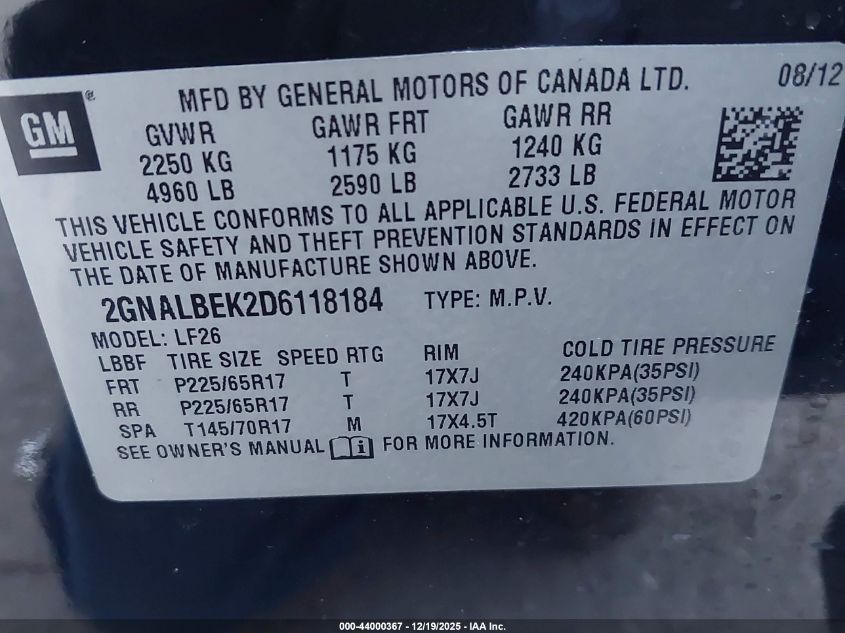 GM ®
MFD BY GENERAL MOTORS OF CANADA LTD. 08/12
GVWR GAWR FRT GAWR RR
2250 KG 1175 KG 1240 KG
4960 LB 2590 LB 2733 LB
THIS VEHICLE CONFORMS TO ALL APPLICABLE U.S. FEDERAL MOTOR
VEHICLE SAFETY AND THEFT PREVENTION STANDARDS IN EFFECT ON
THE DATE OF MANUFACTURE SHOWN ABOVE.
2GNALBEK2D6118184 TYPE: M.P.V.
MODEL: LF26
LBBF TIRE SIZE SPEED RTG RIM COLD TIRE PRESSURE
FRT P225/65R17 T 17X7J 240KPA(35PSI)
RR P225/65R17 T 17X7J 240KPA(35PSI)
SPA T145/70R17 M 17X4.5T 420KPA(60PSI)
SEE OWNER'S MANUAL i FOR MORE INFORMATION.
000-44000367 - 12/19/2025 - IAA Inc.